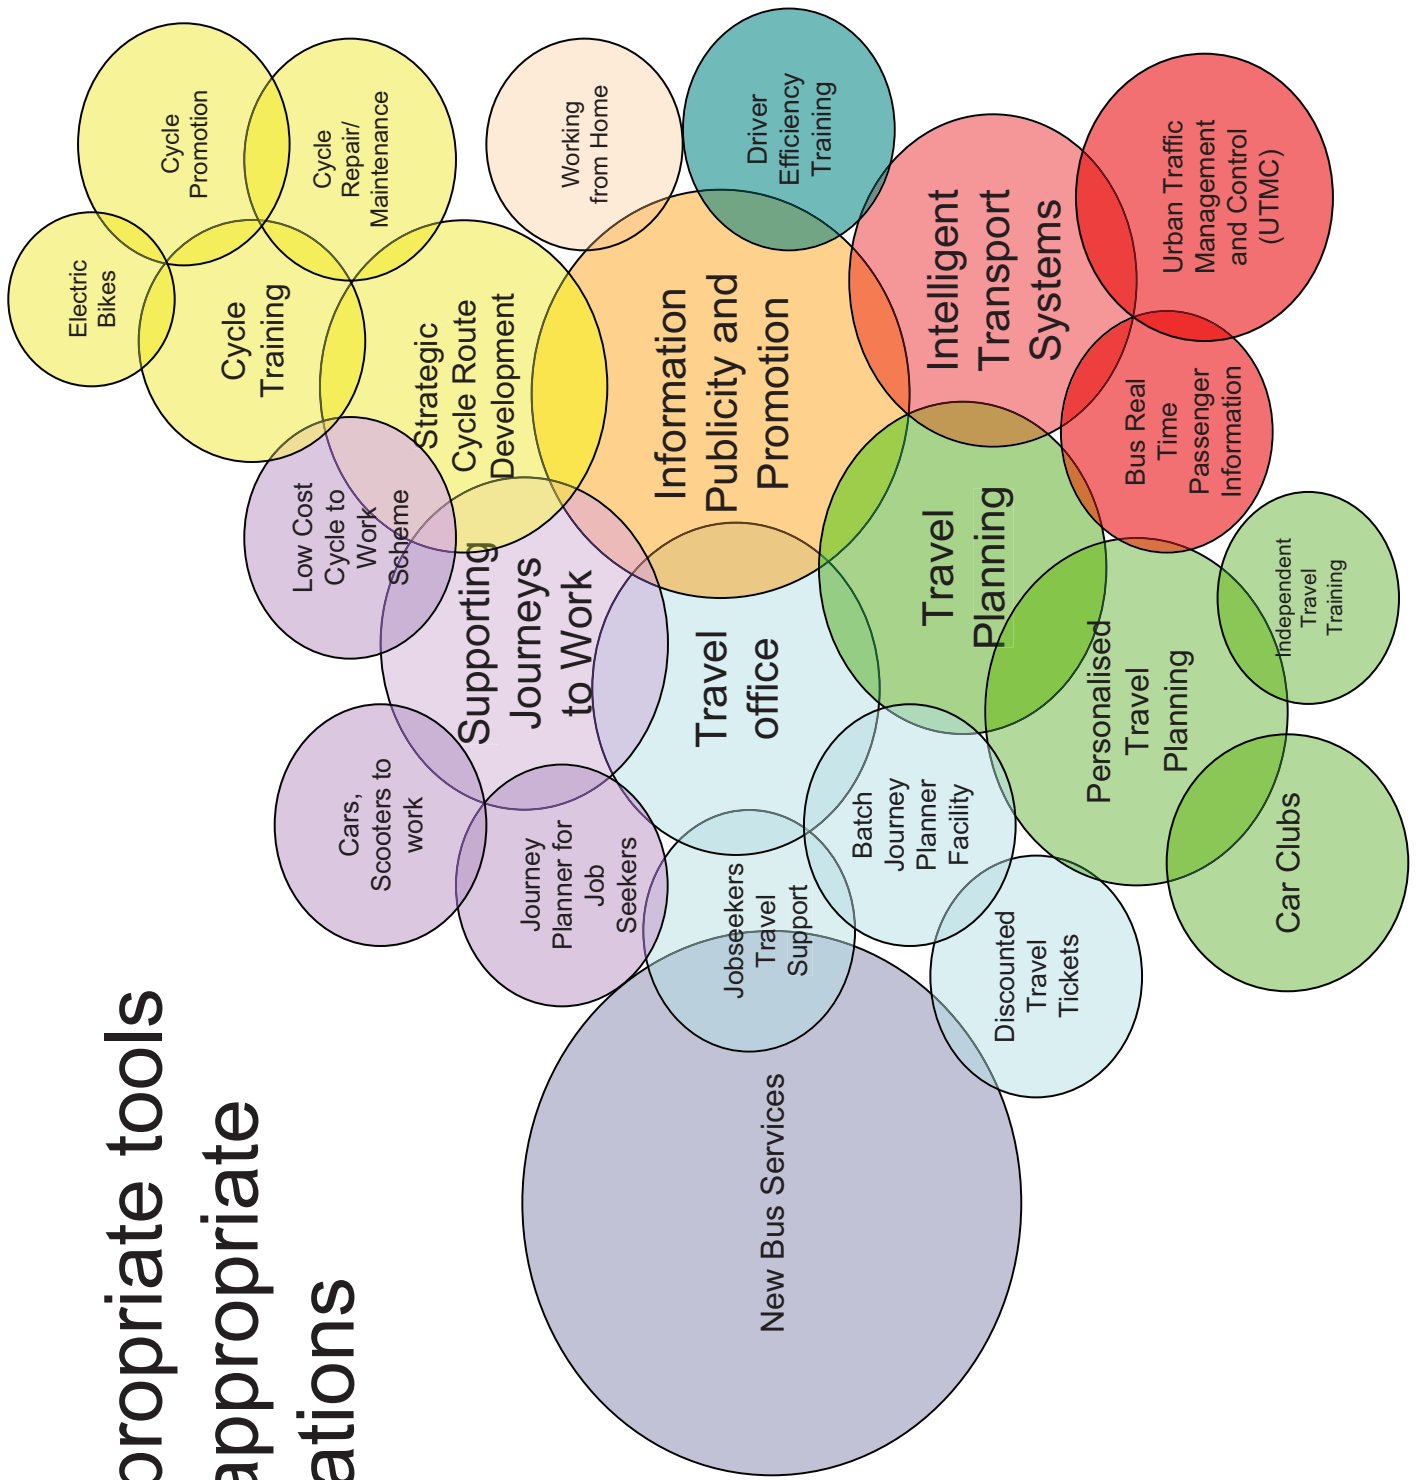 propriate tools
appropriate
ations
Electric
Bikes
Cycle
Promotion
Cycle
Repair/
Maintenance
Cycle
Training
Strategic
Cycle Route
Development
Low Cost
Cycle to
Work
Scheme
Working
from Home
Driver
Efficiency
Training
Information
Publicity and
Promotion
Intelligent
Transport
Systems
Urban Traffic
Management
and Control
(UTMC)
Bus Real
Time
Passenger
Information
Supporting
Journeys
to Work
Travel
office
Travel
Planning
Personalised
Travel
Planning
Independent
Travel
Training
Car Clubs
Cars,
Scooters to
work
Journey
Planner for
Job
Seekers
Jobseekers
Travel
Support
Batch
Journey
Planner
Facility
Discounted
Travel
Tickets
New Bus Services